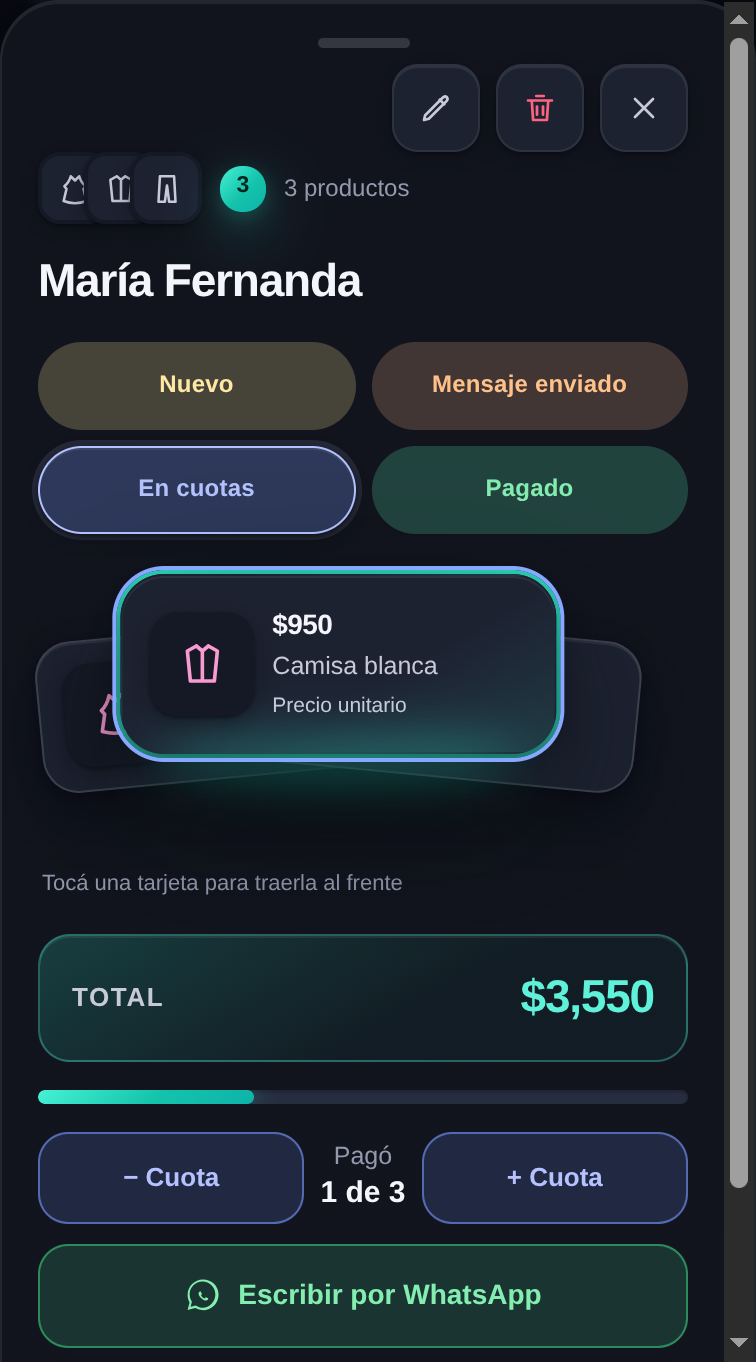 3 3 productos
María Fernanda
Nuevo
Mensaje enviado
En cuotas
Pagado
$950
Camisa blanca
Precio unitario
Tocá una tarjeta para traerla al frente
TOTAL $3,550
− Cuota
Pagó
1 de 3
+ Cuota
Escribir por WhatsApp